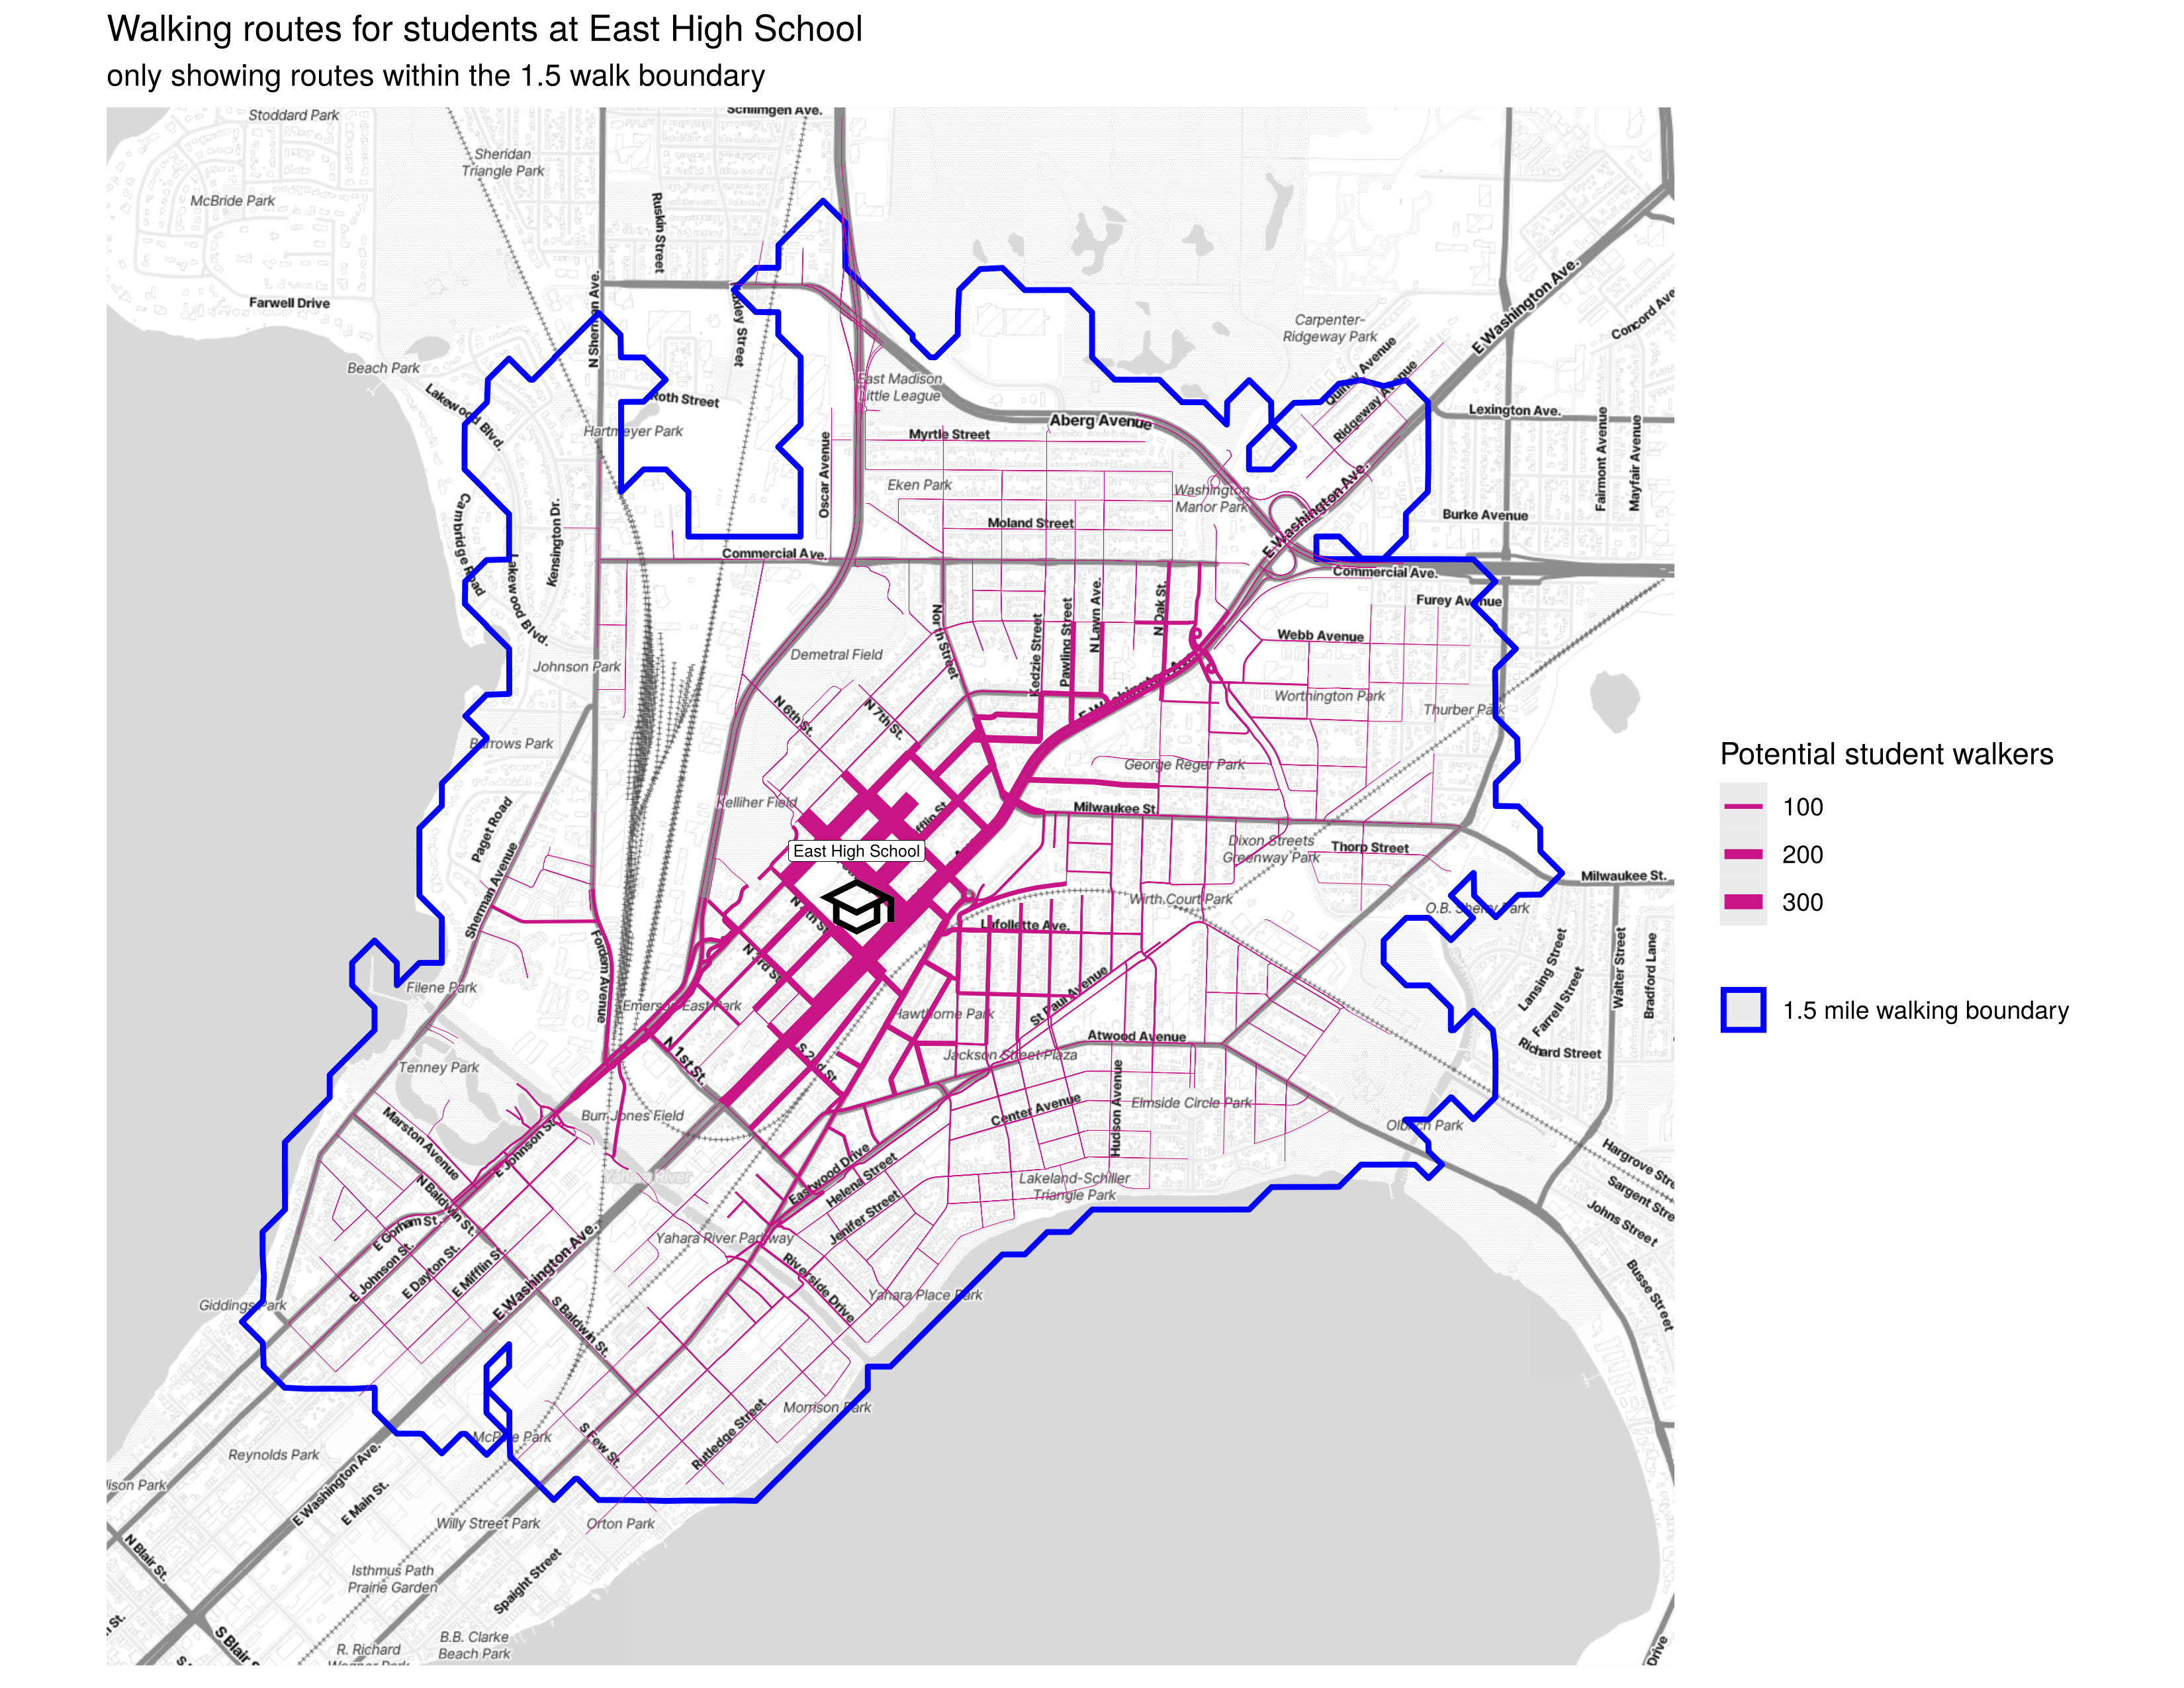 Walking routes for students at East High School
only showing routes within the 1.5 walk boundary
Schlimgen Ave.
Stoddard Park
Sheridan
Triangle Park
McBride Park
Ruskin Street
N Sherman Ave.
Farwell Drive
Huxley Street
Carpenter-
Ridgeway Park
E Washington Ave.
Concord Ave
Quincy Avenue
Ridgeway Avenue
Beach Park
Lakewood Blvd.
East Madison
Little League
Roth Street
Hartmeyer Park
Aberg Avenue
Lexington Ave.
Myrtle Street
Oscar Avenue
Fairmont Avenue
Mayfair Avenue
Eken Park
Washington
Manor Park
Cambridge Road
Kensington Dr.
Moland Street
Burke Avenue
E Washington Ave.
Commercial Ave.
Commercial Ave.
Lakewood Blvd.
Furey Avenue
North Street
Kedzie Street
Pawling Street
N Lawn Ave.
N Oak St.
Webb Avenue
Demetral Field
Johnson Park
Worthington Park
Thurber Park
E Washington Ave.
N 6th St.
N 7th St.
Burrows Park
George Reger Park
Kelliher Field
Milwaukee St.
Paget Road
Sherman Avenue
East High School
Dixon Streets
Greenway Park
Thorp Street
Milwaukee St.
Wirth Court Park
O.B. Sherry Park
N 4th St.
Lafollette Ave.
N 3rd St.
Fordem Avenue
Lansing Street
Farrell Street
Walter Street
Bradford Lane
Filene Park
Emerson East Park
Hawthorne Park
St Paul Avenue
Atwood Avenue
Richard Street
N 1st St.
S 2nd St.
Jackson Street Plaza
Tenney Park
Hudson Avenue
Burr Jones Field
Center Avenue
Elmside Circle Park
Olbrich Park
Marston Avenue
E Johnson St.
Hargrove Stre
Eastwood Drive
Helena Street
Yahara River
Lakeland-Schiller
Triangle Park
N Baldwin St.
Sargent Stre
Jenifer Street
Johns Street
E Gorham St.
E Johnson St.
E Dayton St.
E Mifflin St.
Yahara River Parkway
Riverside Drive
E Washington Ave.
Busse Street
Giddings Park
Yahara Place Park
S Baldwin St.
Morrison Park
McPike Park
S Few St.
Rutledge Street
Reynolds Park
E Washington Ave.
ison Park
E Main St.
Willy Street Park
Orton Park
N Blair St.
Isthmus Path
Prairie Garden
Spaight Street
S Blair S
B.B. Clarke
Beach Park
R. Richard
Drive
Potential student walkers
100
200
300
1.5 mile walking boundary